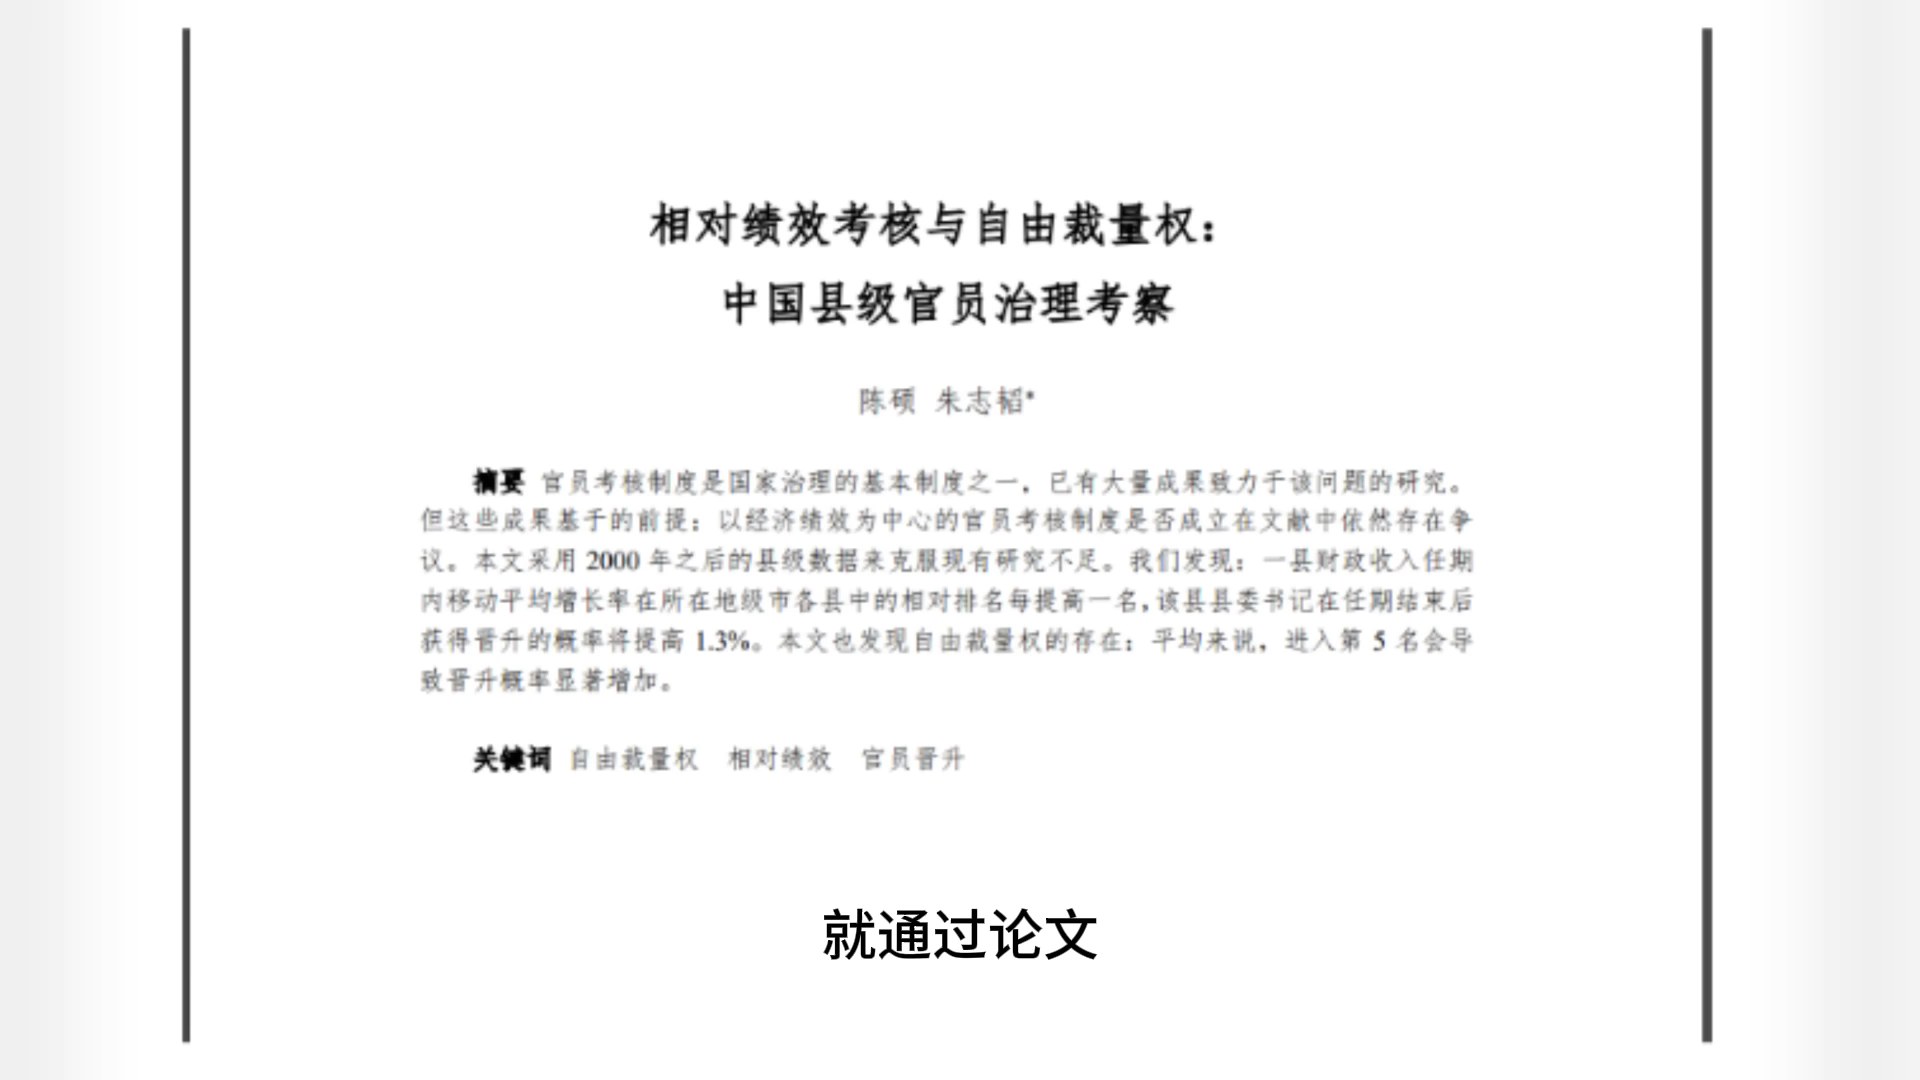 相对绩效考核与自由裁量权：
中国县级官员治理考察
陈硕 朱志韬*
摘要 官员考核制度是国家治理的基本制度之一，已有大量成果致力于该问题的研究。
但这些成果基于的前提：以经济绩效为中心的官员考核制度是否成立在文献中依然存在争
议。本文采用 2000 年之后的县级数据来克服现有研究不足。我们发现：一县财政收入任期
内移动平均增长率在所在地级市各县中的相对排名每提高一名，该县县委书记在任期结束后
获得晋升的概率将提高 1.3%。本文也发现自由裁量权的存在：平均来说，进入第 5 名会导
致晋升概率显著增加。
关键词 自由裁量权 相对绩效 官员晋升
就通过论文